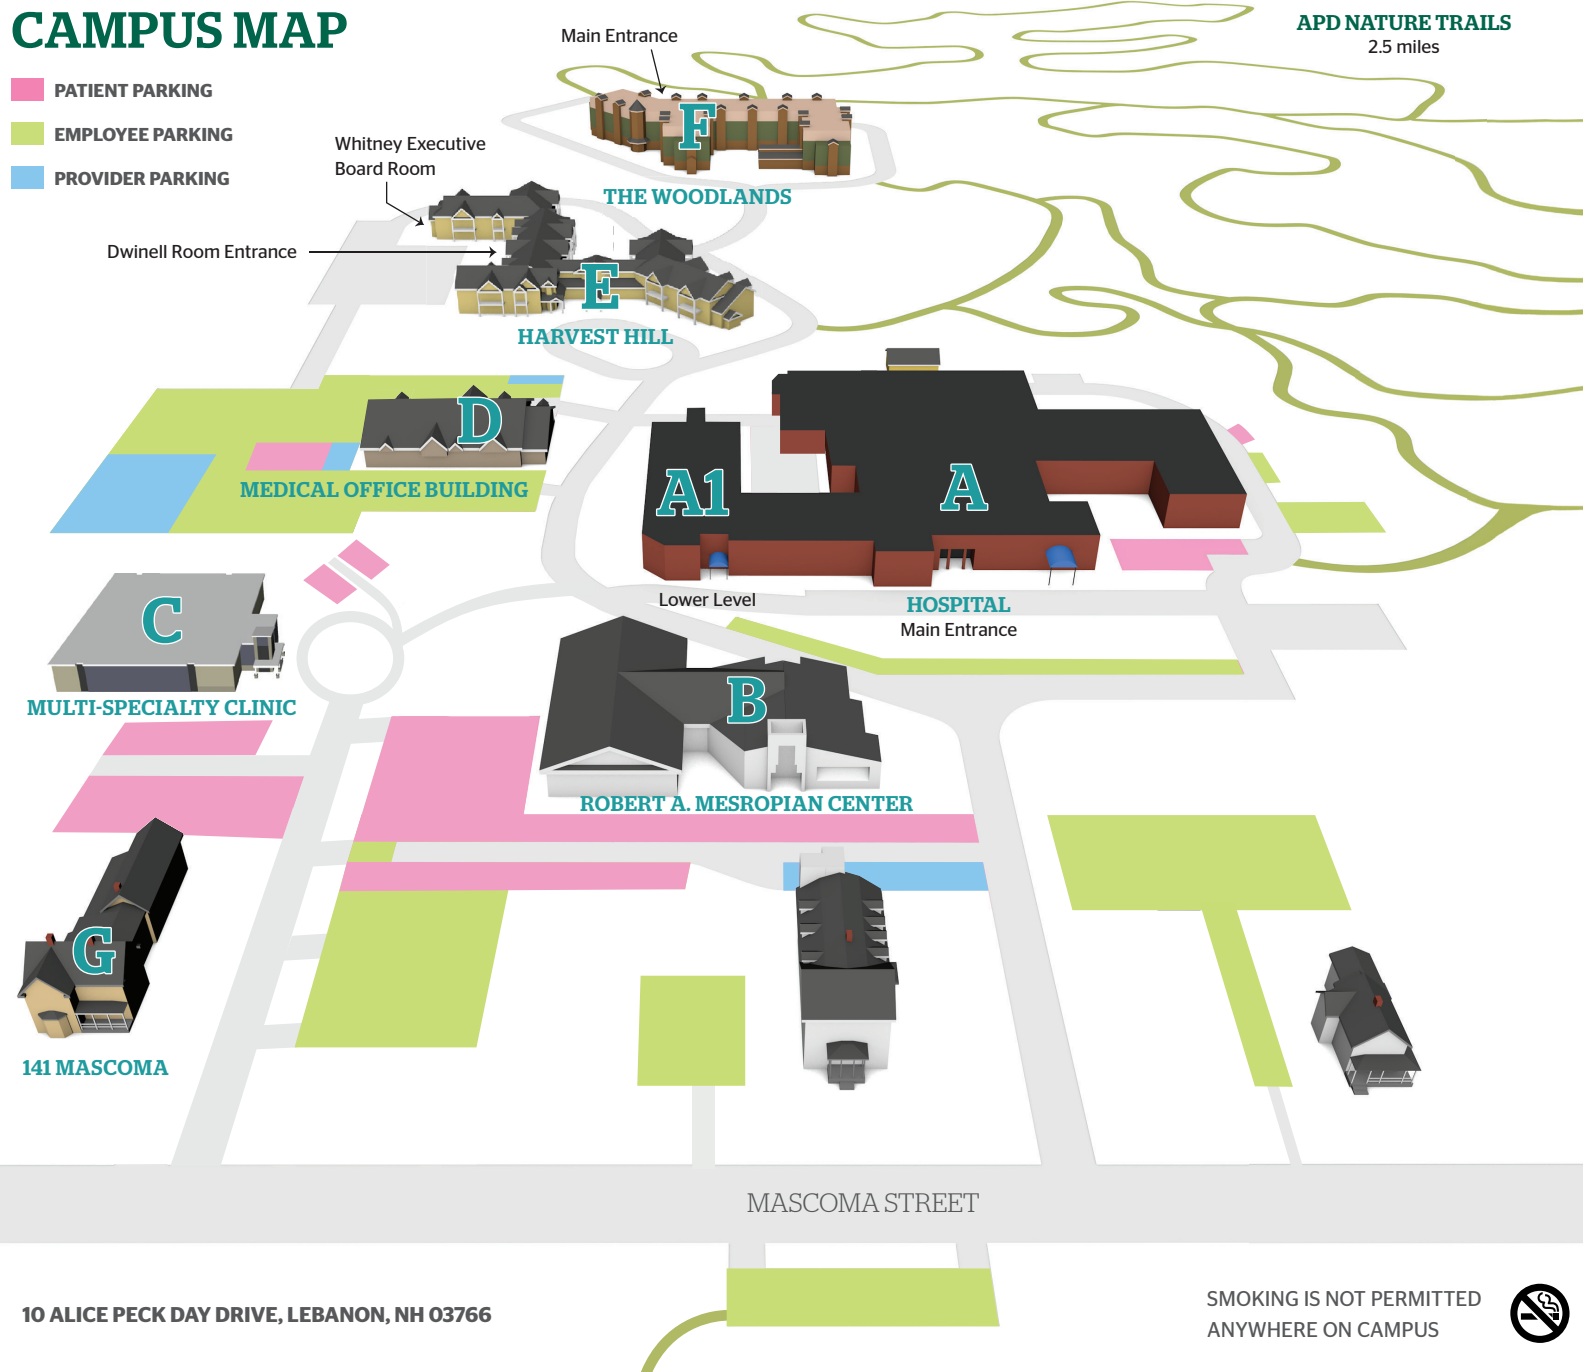 CAMPUS MAP
PATIENT PARKING
EMPLOYEE PARKING
PROVIDER PARKING
Main Entrance
APD NATURE TRAILS
2.5 miles
F
THE WOODLANDS
Whitney Executive
Board Room
Dwinell Room Entrance
E
HARVEST HILL
D
MEDICAL OFFICE BUILDING
A1
A
Lower Level
HOSPITAL
Main Entrance
C
MULTI-SPECIALTY CLINIC
B
ROBERT A. MESROPIAN CENTER
G
141 MASCOMA
MASCOMA STREET
10 ALICE PECK DAY DRIVE, LEBANON, NH 03766
SMOKING IS NOT PERMITTED
ANYWHERE ON CAMPUS